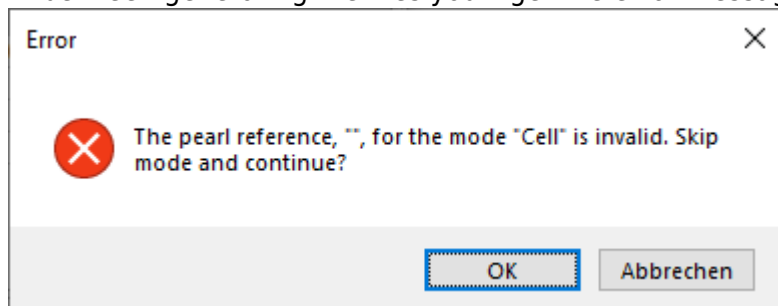 Error
The pearl reference, "", for the mode "Cell" is invalid. Skip
mode and continue?
OK
Abbrechen